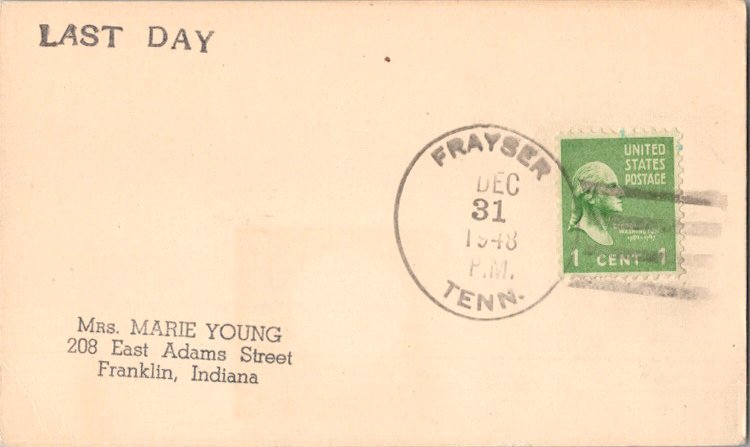 LAST DAY
FRAYSER
DEC
31
1948
P.M.
TENN.
UNITED
STATES
POSTAGE
WASHINGTON
1 CENT 1
Mrs. MARIE YOUNG
208 East Adams Street
Franklin, Indiana